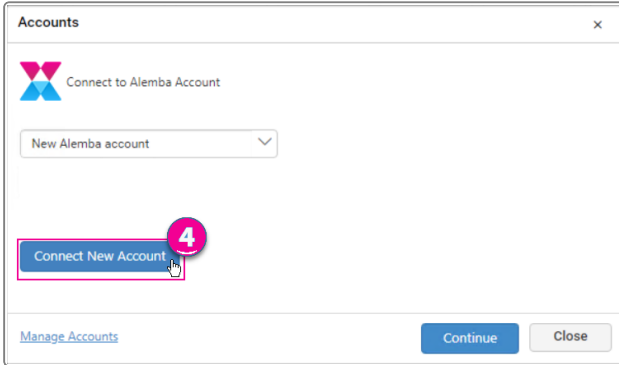 Accounts
×
Connect to Alemba Account
New Alemba account
4
Connect New Account
Manage Accounts
Continue
Close